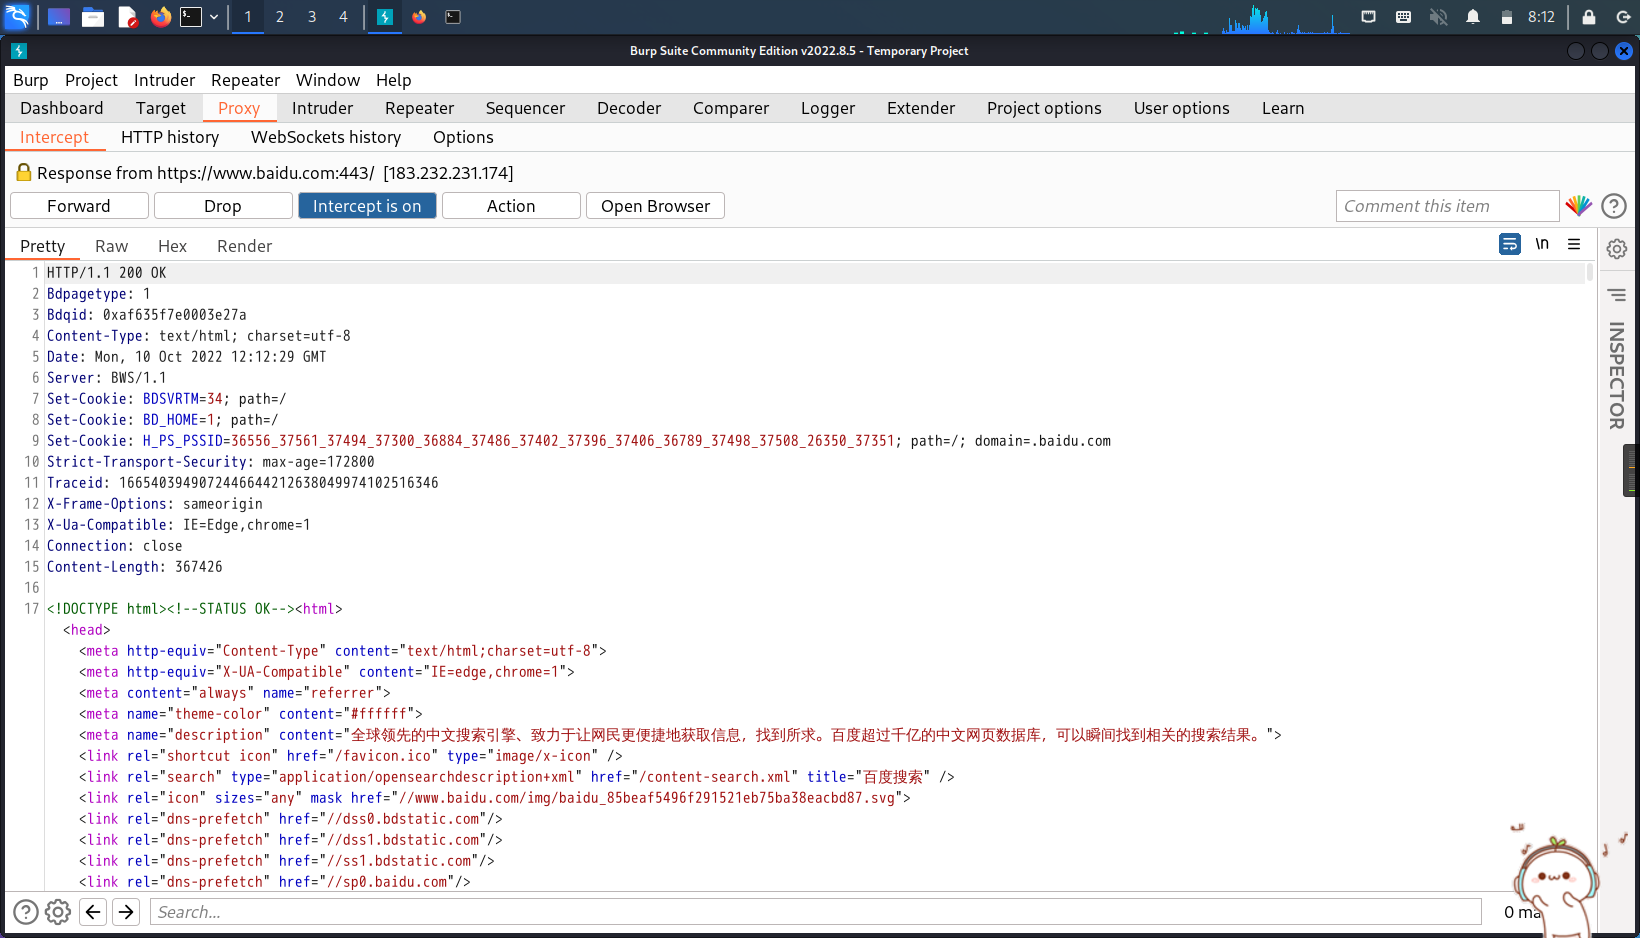 1 2 3 4 8:12
Burp Suite Community Edition v2022.8.5 - Temporary Project
Burp Project Intruder Repeater Window Help
Dashboard Target Proxy Intruder Repeater Sequencer Decoder Comparer Logger Extender Project options User options Learn
Intercept HTTP history WebSockets history Options
Response from https://www.baidu.com:443/ [183.232.231.174]
Forward Drop Intercept is on Action Open Browser Comment this item
Pretty Raw Hex Render \n
INSPECTOR
1 HTTP/1.1 200 OK
2 Bdpagetype: 1
3 Bdqid: 0xaf635f7e0003e27a
4 Content-Type: text/html; charset=utf-8
5 Date: Mon, 10 Oct 2022 12:12:29 GMT
6 Server: BWS/1.1
7 Set-Cookie: BDSVRTM=34; path=/
8 Set-Cookie: BD_HOME=1; path=/
9 Set-Cookie: H_PS_PSSID=36556_37561_37494_37300_36884_37486_37402_37396_37406_36789_37498_37508_26350_37351; path=/; domain=.baidu.com
10 Strict-Transport-Security: max-age=172800
11 Traceid: 1665403949072446644212638049974102516346
12 X-Frame-Options: sameorigin
13 X-Ua-Compatible: IE=Edge,chrome=1
14 Connection: close
15 Content-Length: 367426
16
17 <!DOCTYPE html><!--STATUS OK--><html>
<head>
<meta http-equiv="Content-Type" content="text/html;charset=utf-8">
<meta http-equiv="X-UA-Compatible" content="IE=edge,chrome=1">
<meta content="always" name="referrer">
<meta name="theme-color" content="#ffffff">
<meta name="description" content="全球领先的中文搜索引擎、致力于让网民更便捷地获取信息，找到所求。百度超过千亿的中文网页数据库，可以瞬间找到相关的搜索结果。">
<link rel="shortcut icon" href="/favicon.ico" type="image/x-icon" />
<link rel="search" type="application/opensearchdescription+xml" href="/content-search.xml" title="百度搜索" />
<link rel="icon" sizes="any" mask href="//www.baidu.com/img/baidu_85beaf5496f291521eb75ba38eacbd87.svg">
<link rel="dns-prefetch" href="//dss0.bdstatic.com"/>
<link rel="dns-prefetch" href="//dss1.bdstatic.com"/>
<link rel="dns-prefetch" href="//ss1.bdstatic.com"/>
<link rel="dns-prefetch" href="//sp0.baidu.com"/>
Search... 0